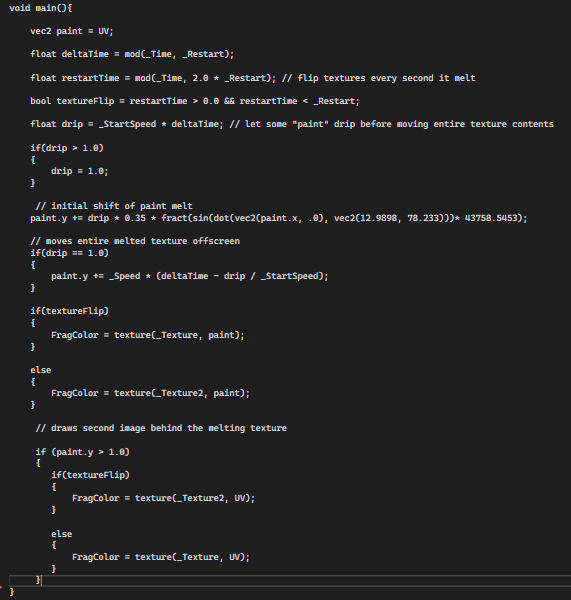 void main(){
vec2 paint = UV;
float deltaTime = mod(_Time, _Restart);
float restartTime = mod(_Time, 2.0 * _Restart); // flip textures every second it melt
bool textureFlip = restartTime > 0.0 && restartTime < _Restart;
float drip = _StartSpeed * deltaTime; // let some "paint" drip before moving entire texture contents
if(drip > 1.0)
{
drip = 1.0;
}
// initial shift of paint melt
paint.y += drip * 0.35 * fract(sin(dot(vec2(paint.x, .0), vec2(12.9898, 78.233)))* 43758.5453);
// moves entire melted texture offscreen
if(drip == 1.0)
{
paint.y += _Speed * (deltaTime - drip / _StartSpeed);
}
if(textureFlip)
{
FragColor = texture(_Texture, paint);
}
else
{
FragColor = texture(_Texture2, paint);
}
// draws second image behind the melting texture
if (paint.y > 1.0)
{
if(textureFlip)
{
FragColor = texture(_Texture2, UV);
}
else
{
FragColor = texture(_Texture, UV);
}
}
}